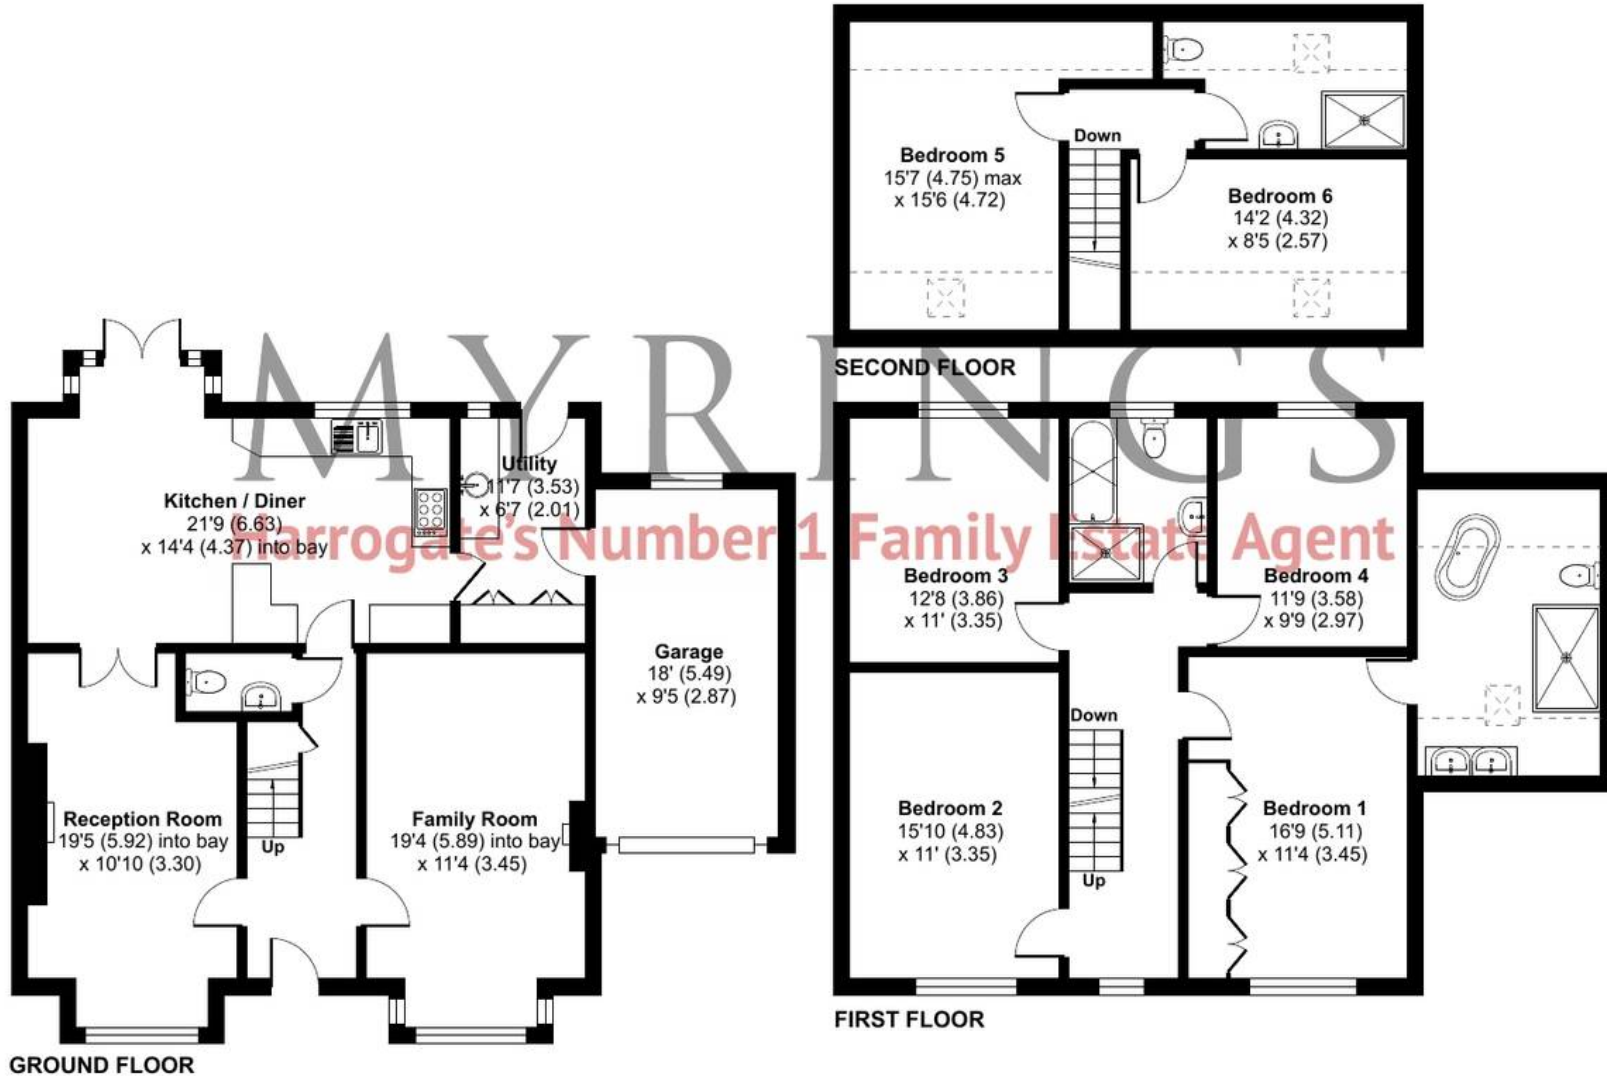 Bedroom 5
15'7 (4.75) max
x 15'6 (4.72)
Down
Bedroom 6
14'2 (4.32)
x 8'5 (2.57)
SECOND FLOOR
MYRINGS
Harrogate's Number 1 Family Estate Agent
Kitchen / Diner
21'9 (6.63)
x 14'4 (4.37) into bay
Utility
11'7 (3.53)
x 6'7 (2.01)
Garage
18' (5.49)
x 9'5 (2.87)
Reception Room
19'5 (5.92) into bay
x 10'10 (3.30)
Up
Family Room
19'4 (5.89) into bay
x 11'4 (3.45)
GROUND FLOOR
Bedroom 3
12'8 (3.86)
x 11' (3.35)
Bedroom 4
11'9 (3.58)
x 9'9 (2.97)
Down
Up
Bedroom 2
15'10 (4.83)
x 11' (3.35)
Bedroom 1
16'9 (5.11)
x 11'4 (3.45)
FIRST FLOOR